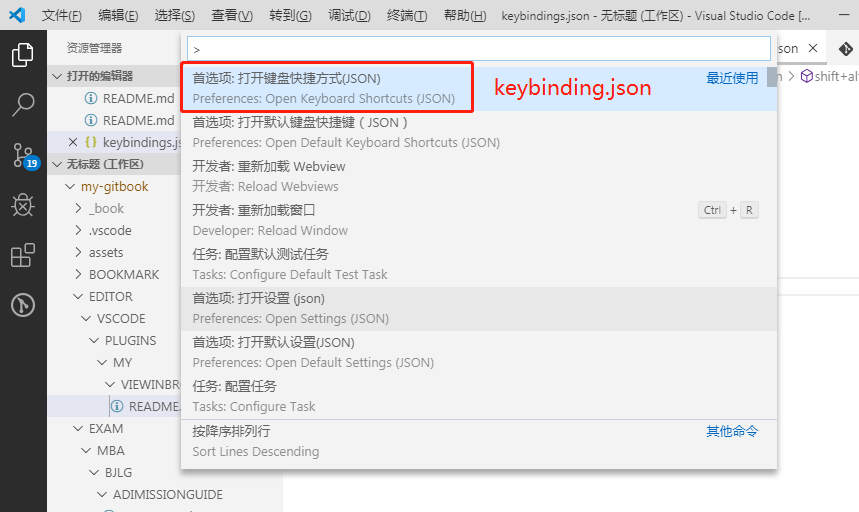 文件(F) 编辑(E) 选择(S) 查看(V) 转到(G) 调试(D) 终端(T) 帮助(H) keybindings.json - 无标题 (工作区) - Visual Studio Code [...
资源管理器
打开的编辑器
README.md
README.md
keybindings.js
无标题 (工作区)
19
my-gitbook
_book
.vscode
assets
BOOKMARK
EDITOR
VSCODE
PLUGINS
MY
VIEWINBR
README.
EXAM
MBA
BJLG
ADIMISSIONGUIDE
>
首选项: 打开键盘快捷方式(JSON) 最近使用
Preferences: Open Keyboard Shortcuts (JSON)
keybinding.json
首选项: 打开默认键盘快捷键 ( JSON )
Preferences: Open Default Keyboard Shortcuts (JSON)
开发者: 重新加载 Webview
开发者: Reload Webviews
开发者: 重新加载窗口 Ctrl + R
Developer: Reload Window
任务: 配置默认测试任务
Tasks: Configure Default Test Task
首选项: 打开设置 (json)
Preferences: Open Settings (JSON)
首选项: 打开默认设置(JSON)
Preferences: Open Default Settings (JSON)
任务: 配置任务
Tasks: Configure Task
按降序排列行 其他命令
Sort Lines Descending
son
shift+al